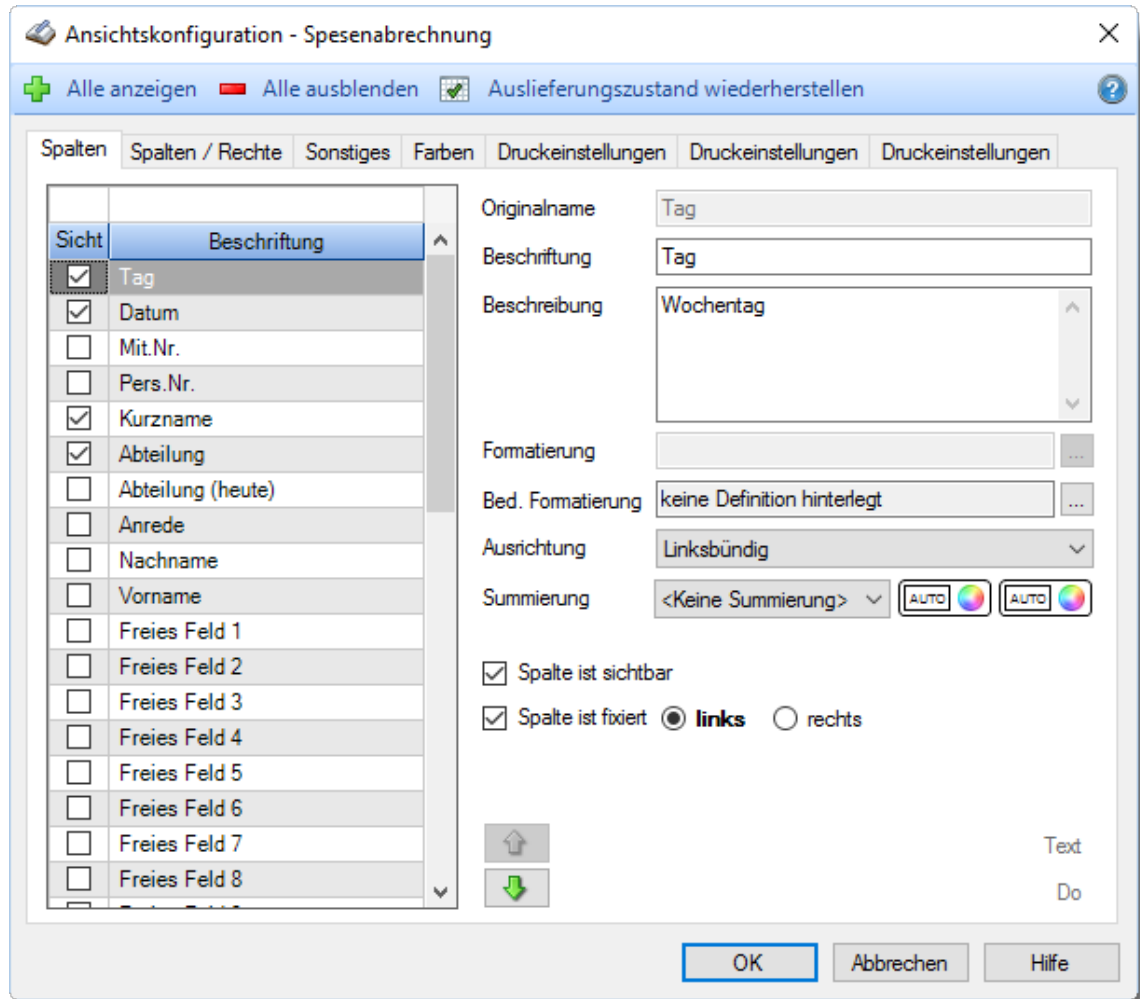 Ansichtskonfiguration - Spesenabrechnung
Alle anzeigen Alle ausblenden Auslieferungszustand wiederherstellen ?
Spalten Spalten / Rechte Sonstiges Farben Druckeinstellungen Druckeinstellungen Druckeinstellungen
Sicht Beschriftung
Tag
Datum
Mit.Nr.
Pers.Nr.
Kurzname
Abteilung
Abteilung (heute)
Anrede
Nachname
Vorname
Freies Feld 1
Freies Feld 2
Freies Feld 3
Freies Feld 4
Freies Feld 5
Freies Feld 6
Freies Feld 7
Freies Feld 8
Originalname Tag
Beschriftung Tag
Beschreibung Wochentag
Formatierung ...
Bed. Formatierung keine Definition hinterlegt ...
Ausrichtung Linksbündig
Summierung <Keine Summierung> AUTO AUTO
Spalte ist sichtbar
Spalte ist fixiert links rechts
Text
Do
OK Abbrechen Hilfe